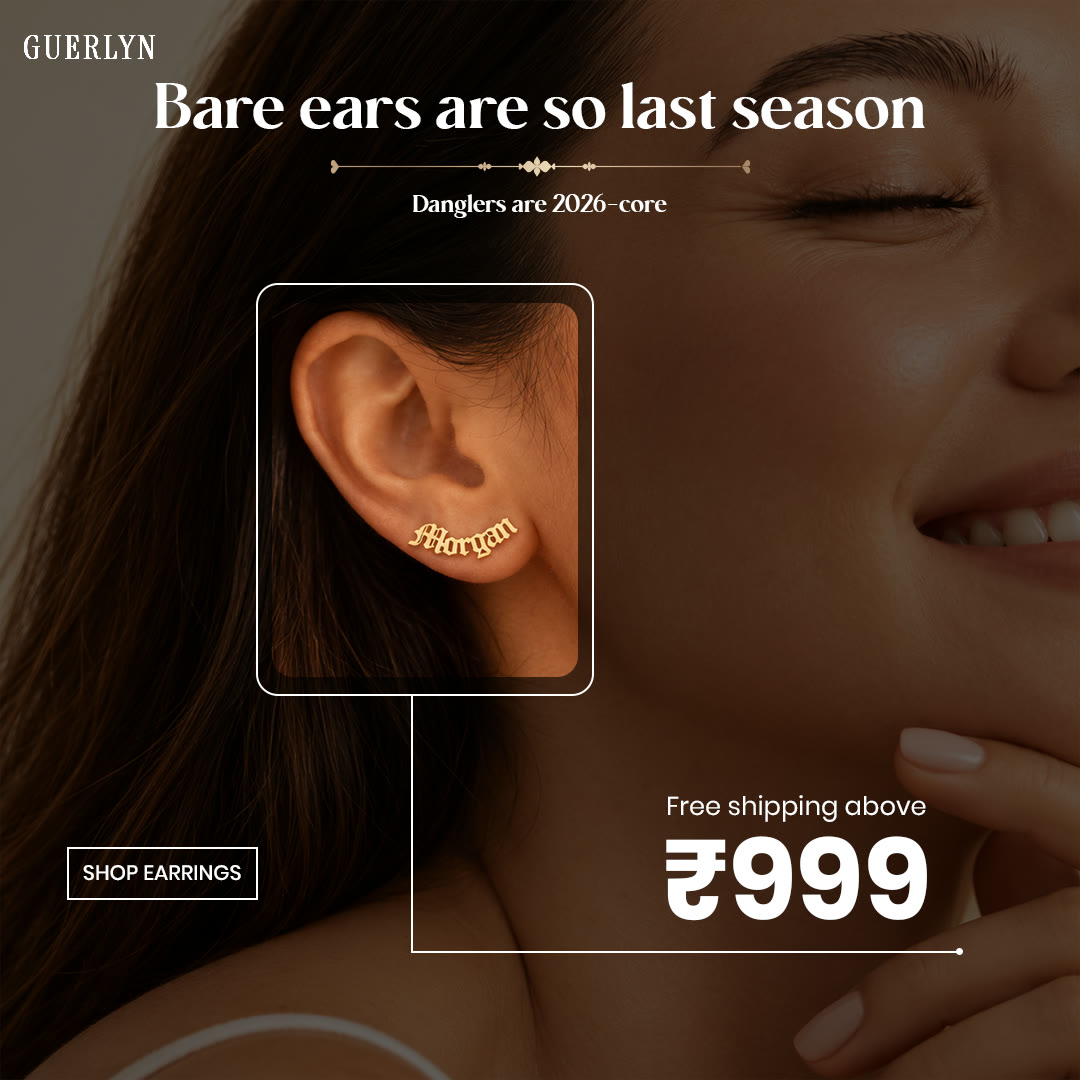 GUERLYN
Bare ears are so last season
Danglers are 2026-core
Morgan
Free shipping above
₹999
SHOP EARRINGS